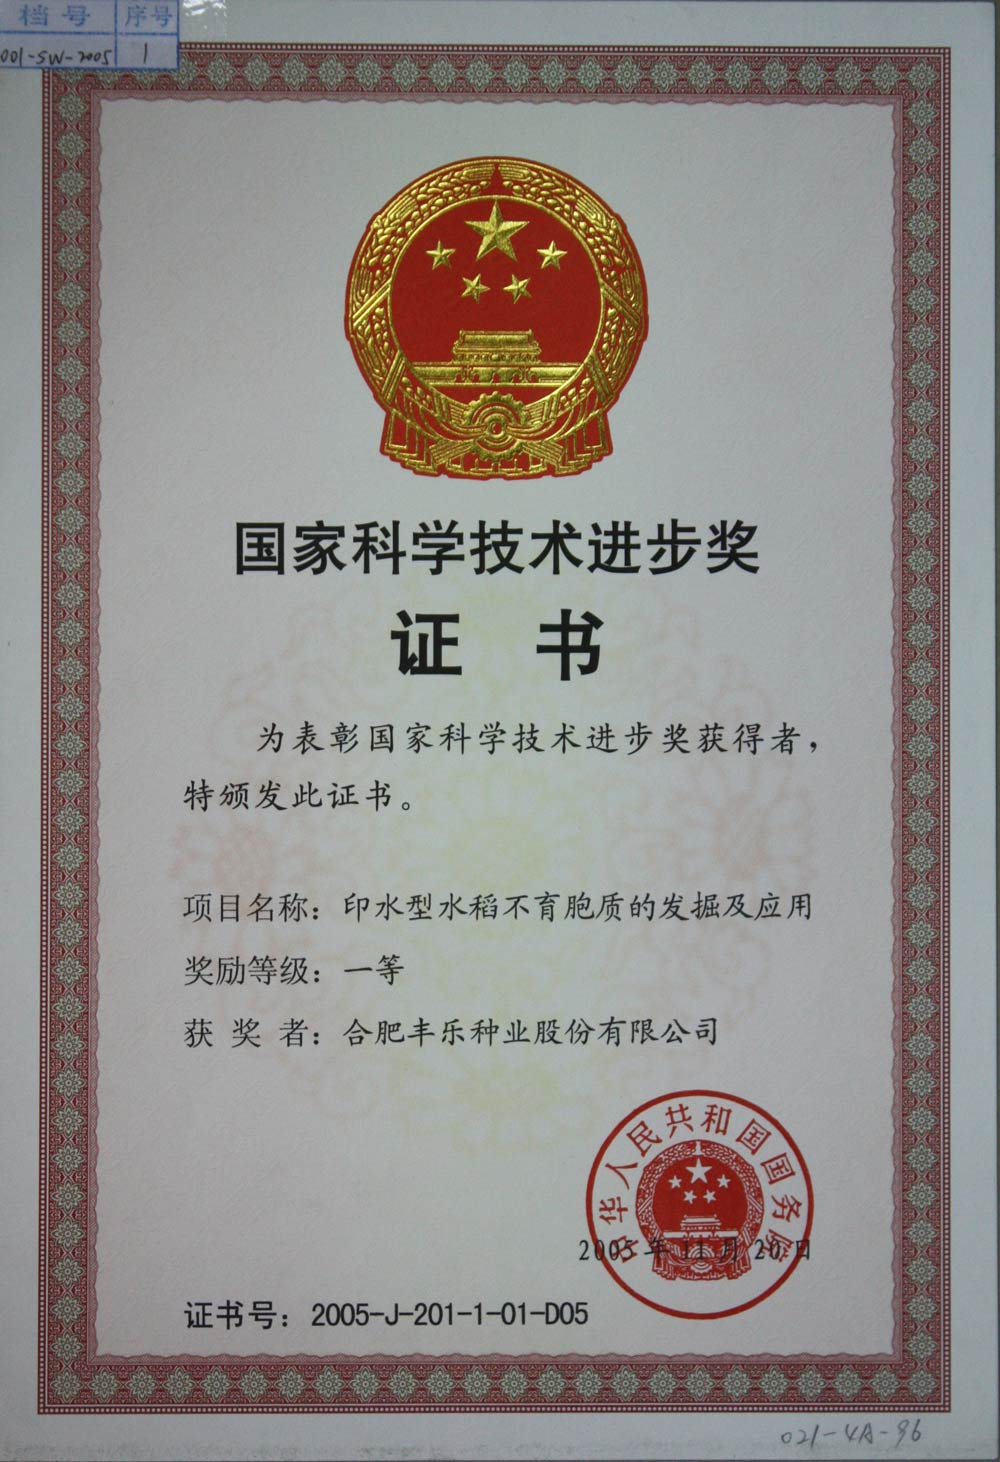 档号 序号
001-SW-2005 1
国家科学技术进步奖
证书
为表彰国家科学技术进步奖获得者，
特颁发此证书。
项目名称：印水型水稻不育胞质的发掘及应用
奖励等级：一等
获奖者：合肥丰乐种业股份有限公司
中华人民共和国国务院
2005年11月20日
证书号：2005-J-201-1-01-D05
021-4A-96